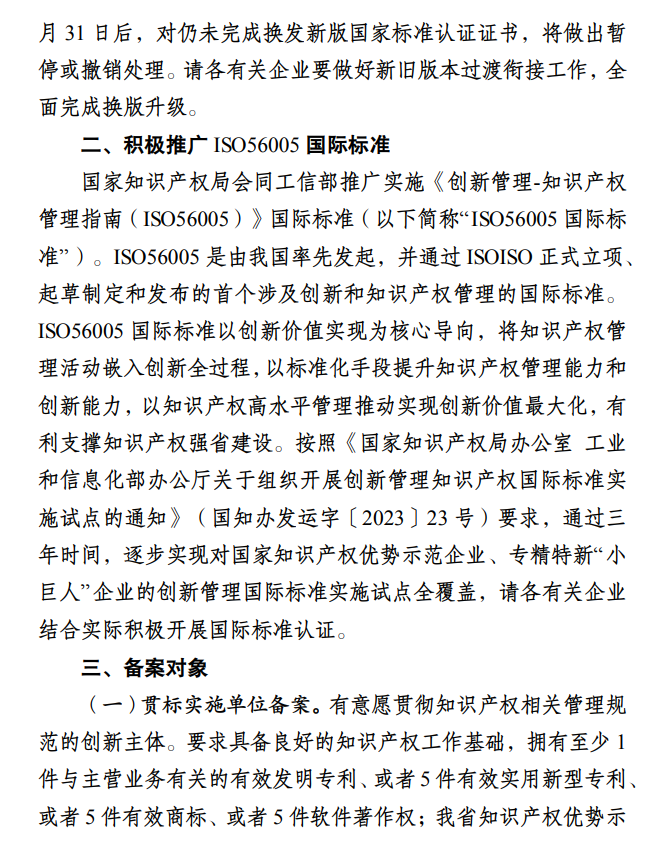 月 31 日后，对仍未完成换发新版国家标准认证证书，将做出暂
停或撤销处理。请各有关企业要做好新旧版本过渡衔接工作，全
面完成换版升级。
二、积极推广 ISO56005 国际标准
国家知识产权局会同工信部推广实施《创新管理-知识产权
管理指南（ISO56005）》国际标准（以下简称“ISO56005 国际标
准”）。ISO56005 是由我国率先发起，并通过 ISOISO 正式立项、
起草制定和发布的首个涉及创新和知识产权管理的国际标准。
ISO56005 国际标准以创新价值实现为核心导向，将知识产权管
理活动嵌入创新全过程，以标准化手段提升知识产权管理能力和
创新能力，以知识产权高水平管理推动实现创新价值最大化，有
利支撑知识产权强省建设。按照《国家知识产权局办公室 工业
和信息化部办公厅关于组织开展创新管理知识产权国际标准实
施试点的通知》（国知办发运字〔2023〕23 号）要求，通过三
年时间，逐步实现对国家知识产权优势示范企业、专精特新“小
巨人”企业的创新管理国际标准实施试点全覆盖，请各有关企业
结合实际积极开展国际标准认证。
三、备案对象
（一）贯标实施单位备案。有意愿贯彻知识产权相关管理规
范的创新主体。要求具备良好的知识产权工作基础，拥有至少 1
件与主营业务有关的有效发明专利、或者 5 件有效实用新型专利、
或者 5 件有效商标、或者 5 件软件著作权；我省知识产权优势示